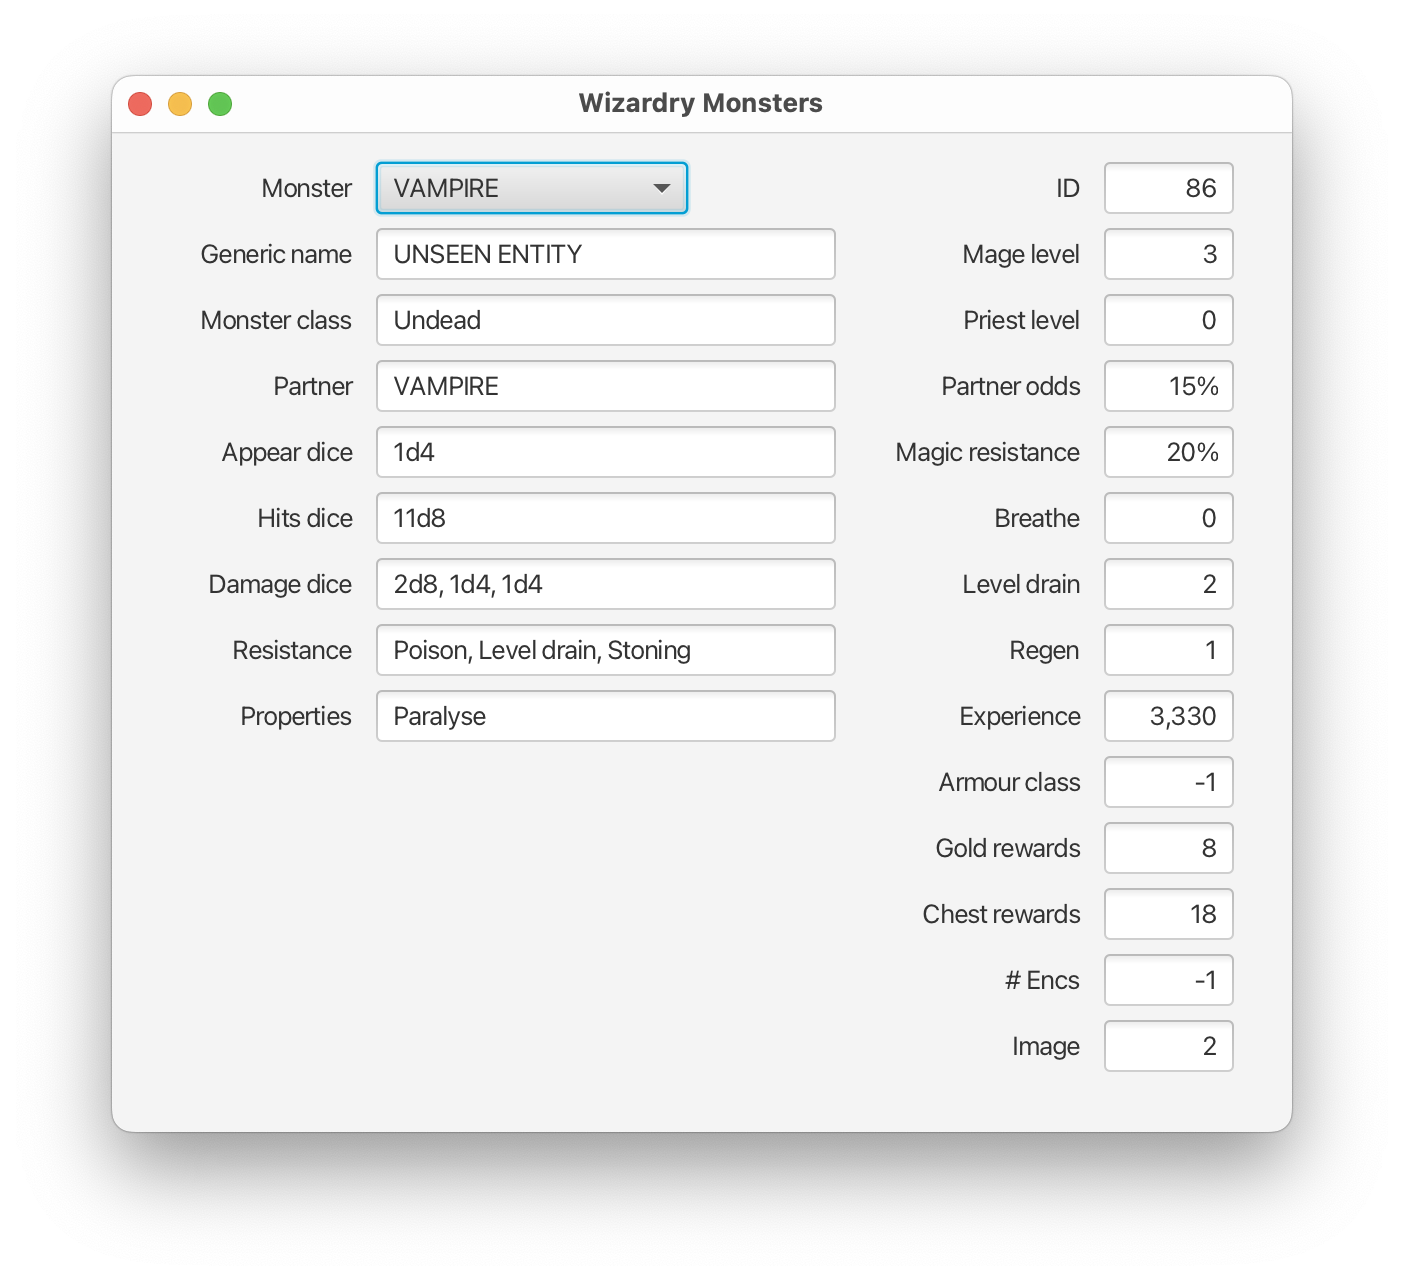 Wizardry Monsters
Monster VAMPIRE ID 86
Generic name UNSEEN ENTITY Mage level 3
Monster class Undead Priest level 0
Partner VAMPIRE Partner odds 15%
Appear dice 1d4 Magic resistance 20%
Hits dice 11d8 Breathe 0
Damage dice 2d8, 1d4, 1d4 Level drain 2
Resistance Poison, Level drain, Stoning Regen 1
Properties Paralyse Experience 3,330
Armour class -1
Gold rewards 8
Chest rewards 18
# Encs -1
Image 2